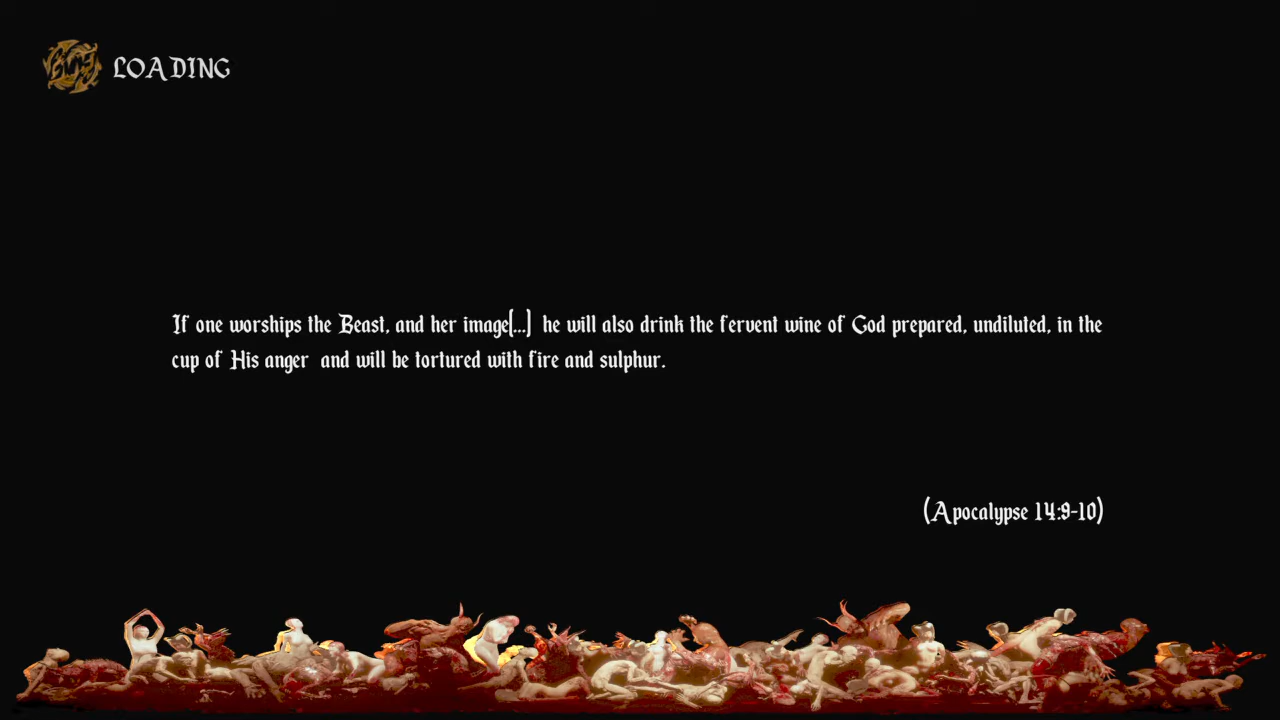 LOADING
If one worships the Beast, and her image[...]  he will also drink the fervent wine of God prepared, undiluted, in the
cup of His anger  and will be tortured with fire and sulphur.
(Apocalypse 14:9-10)